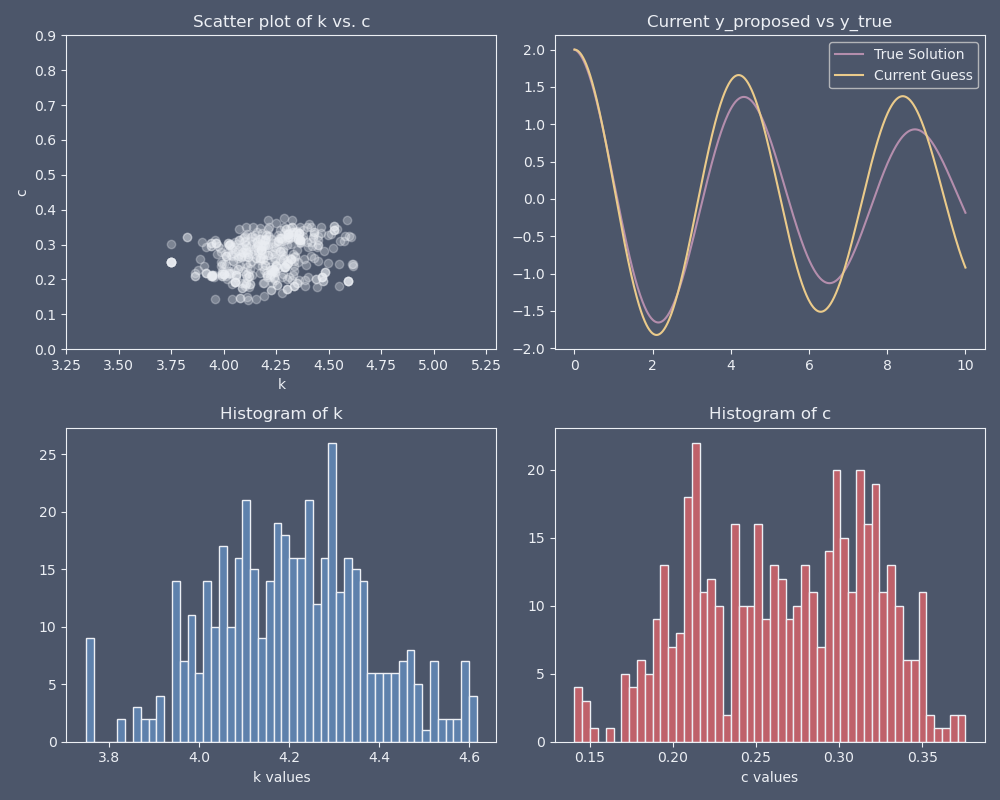 Scatter plot of k vs. c
0.9
0.8
0.7
0.6
0.5
0.4
0.3
0.2
0.1
0.0
c
3.25 3.50 3.75 4.00 4.25 4.50 4.75 5.00 5.25
k
Current y_proposed vs y_true
True Solution
Current Guess
2.0
1.5
1.0
0.5
0.0
−0.5
−1.0
−1.5
−2.0
0 2 4 6 8 10
Histogram of k
25
20
15
10
5
0
3.8 4.0 4.2 4.4 4.6
k values
Histogram of c
20
15
10
5
0
0.15 0.20 0.25 0.30 0.35
c values